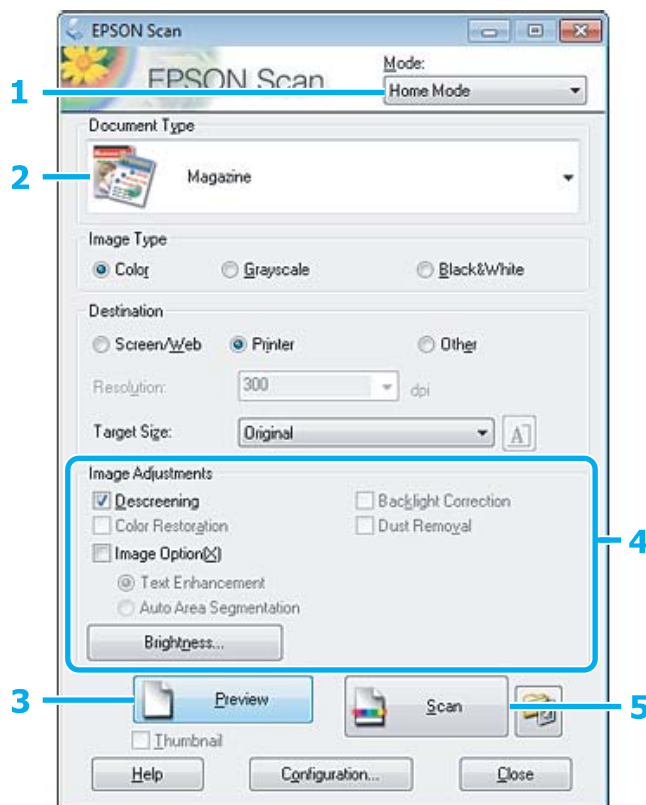 EPSON Scan
EPSON Scan
Mode:
1
Home Mode
Document Type
2
Magazine
Image Type
Color Grayscale Black&White
Destination
Screen/Web Printer Other
Resolution: 300 dpi
Target Size: Original A
Image Adjustments
Descreening Backlight Correction
Color Restoration Dust Removal
4
Image Option(X)
Text Enhancement
Auto Area Segmentation
Brightness...
3 Preview Scan 5
Thumbnail
Help Configuration... Close